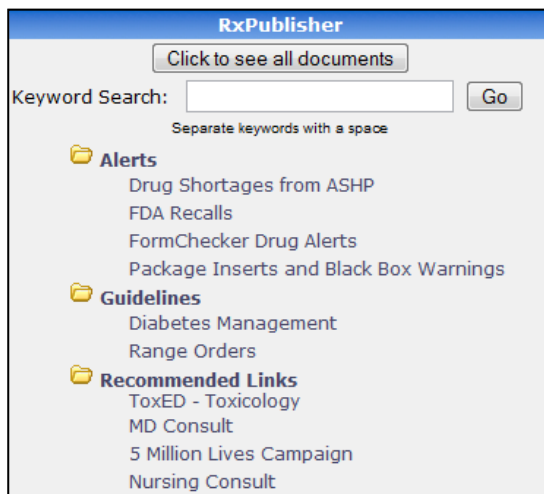 RxPublisher
Click to see all documents
Keyword Search: Go
Separate keywords with a space
Alerts
Drug Shortages from ASHP
FDA Recalls
FormChecker Drug Alerts
Package Inserts and Black Box Warnings
Guidelines
Diabetes Management
Range Orders
Recommended Links
ToxED - Toxicology
MD Consult
5 Million Lives Campaign
Nursing Consult